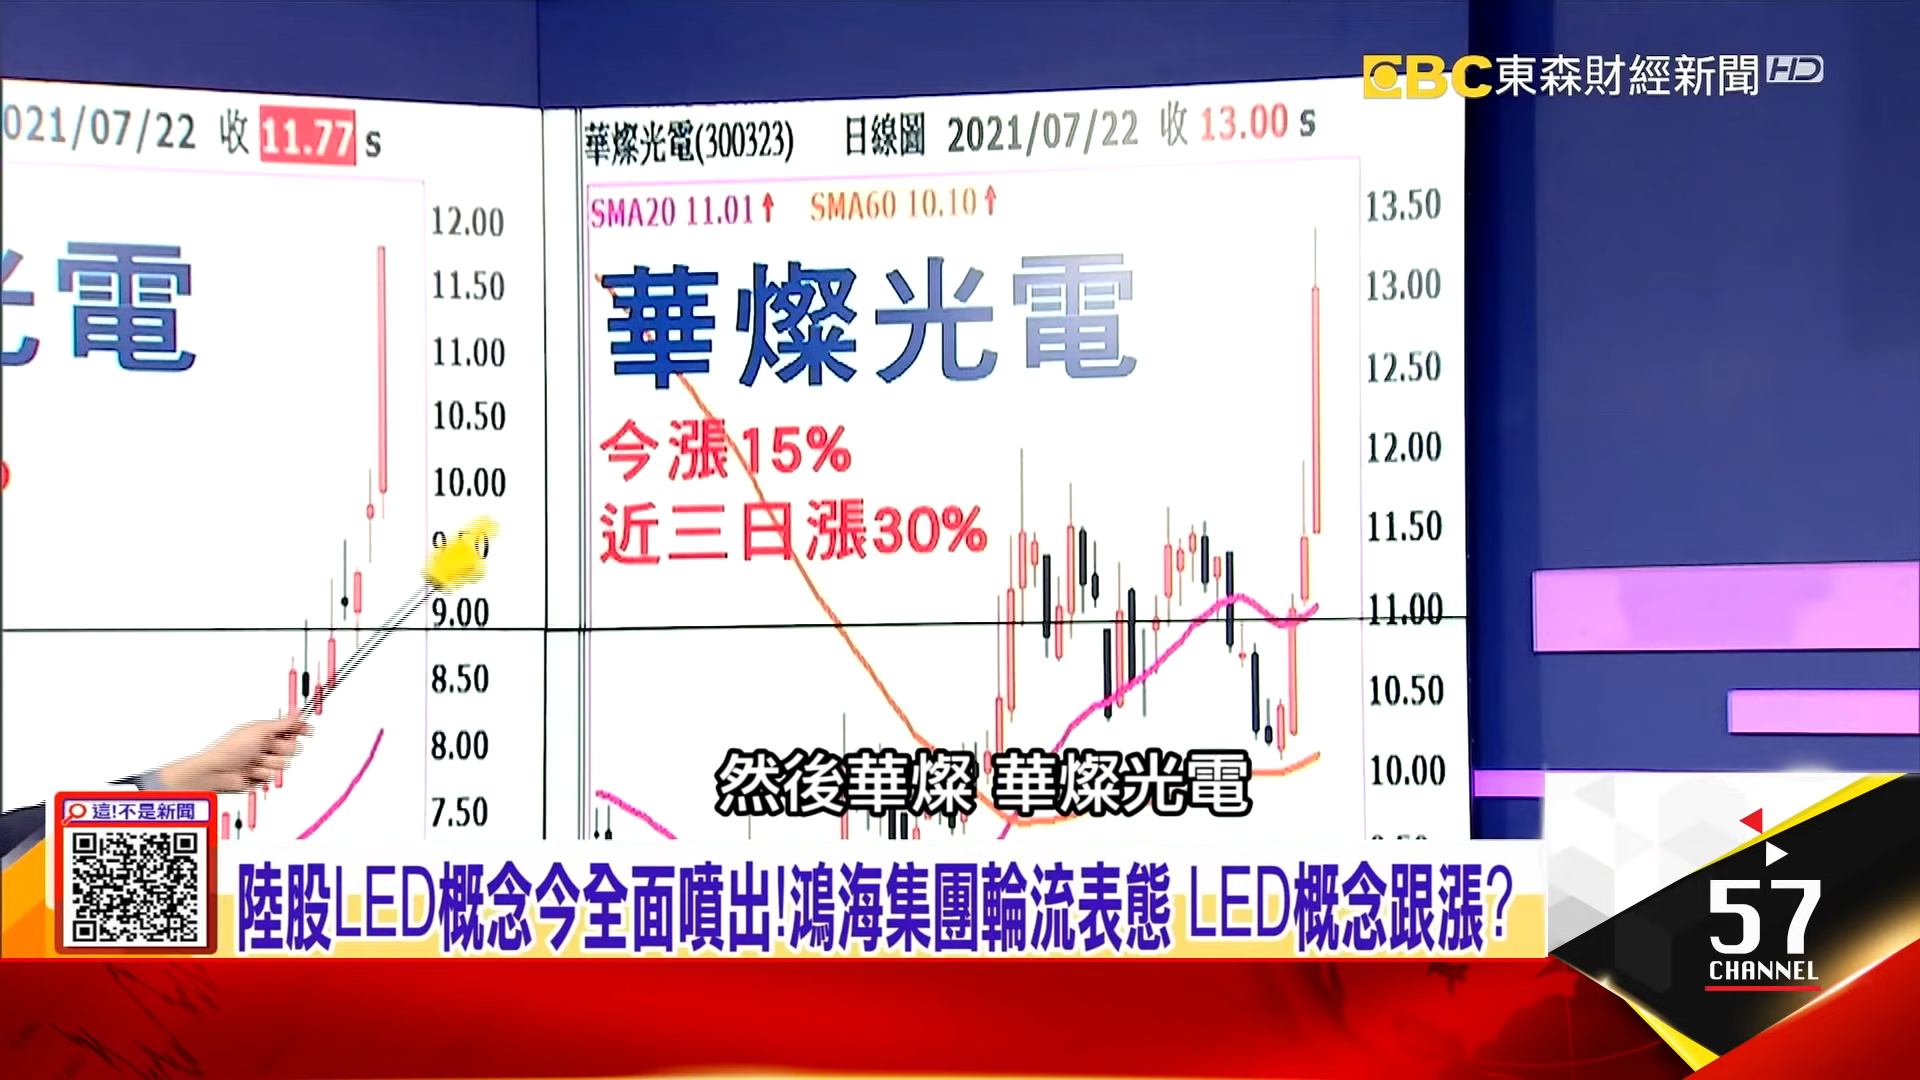 EBC 東森財經新聞 HD
021/07/22 收 11.77 s
光電
12.00
11.50
11.00
10.50
10.00
9.00
8.50
8.00
7.50
華燦光電(300323) 日線圖 2021/07/22 收 13.00 s
SMA20 11.01↑ SMA60 10.10↑
華燦光電
今漲15%
近三日漲30%
13.50
13.00
12.50
12.00
11.50
11.00
10.50
10.00
然後華燦 華燦光電
這!不是新聞
陸股LED概念今全面噴出!鴻海集團輪流表態 LED概念跟漲?
57
CHANNEL